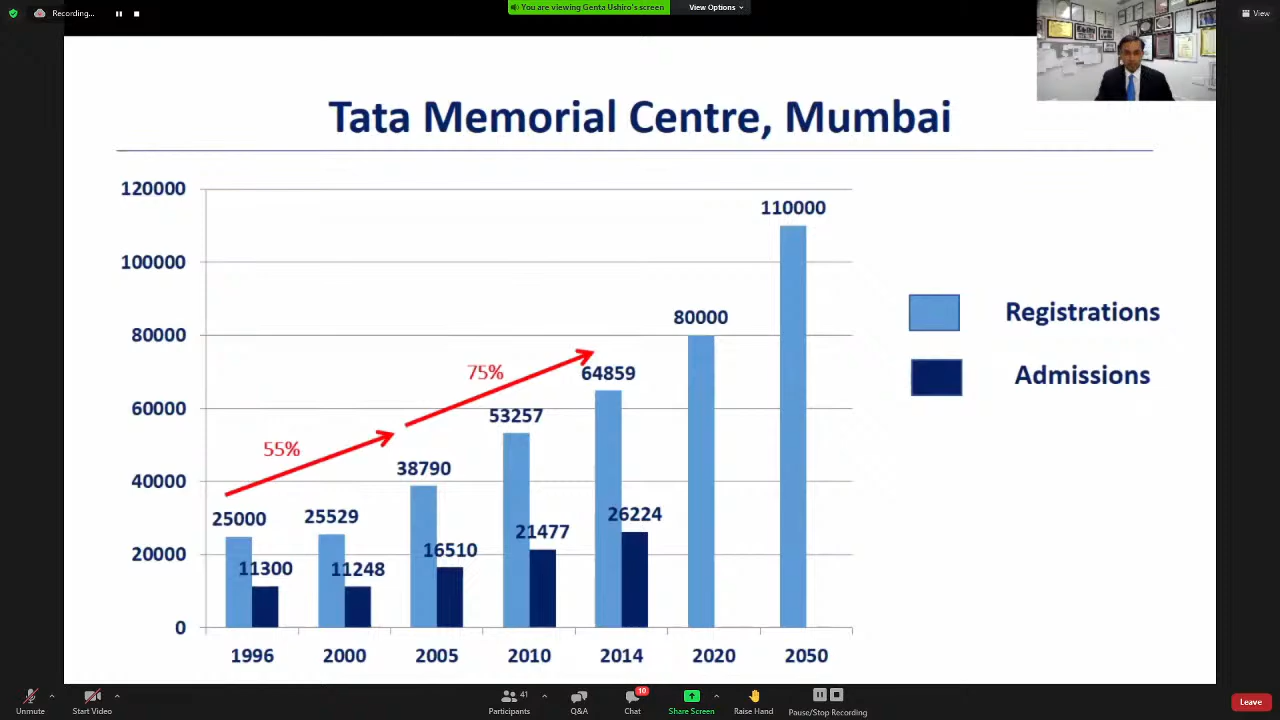 Recording...
You are viewing Genta Ushiro's screen
View Options
View
Tata Memorial Centre, Mumbai
120000
100000
80000
60000
40000
20000
0
110000
80000
75%
64859
53257
55%
38790
25000
25529
26224
21477
16510
11300
11248
1996
2000
2005
2010
2014
2020
2050
Registrations
Admissions
Unmute
Start Video
41
Participants
Q&A
10
Chat
Share Screen
Raise Hand
Pause/Stop Recording
Leave